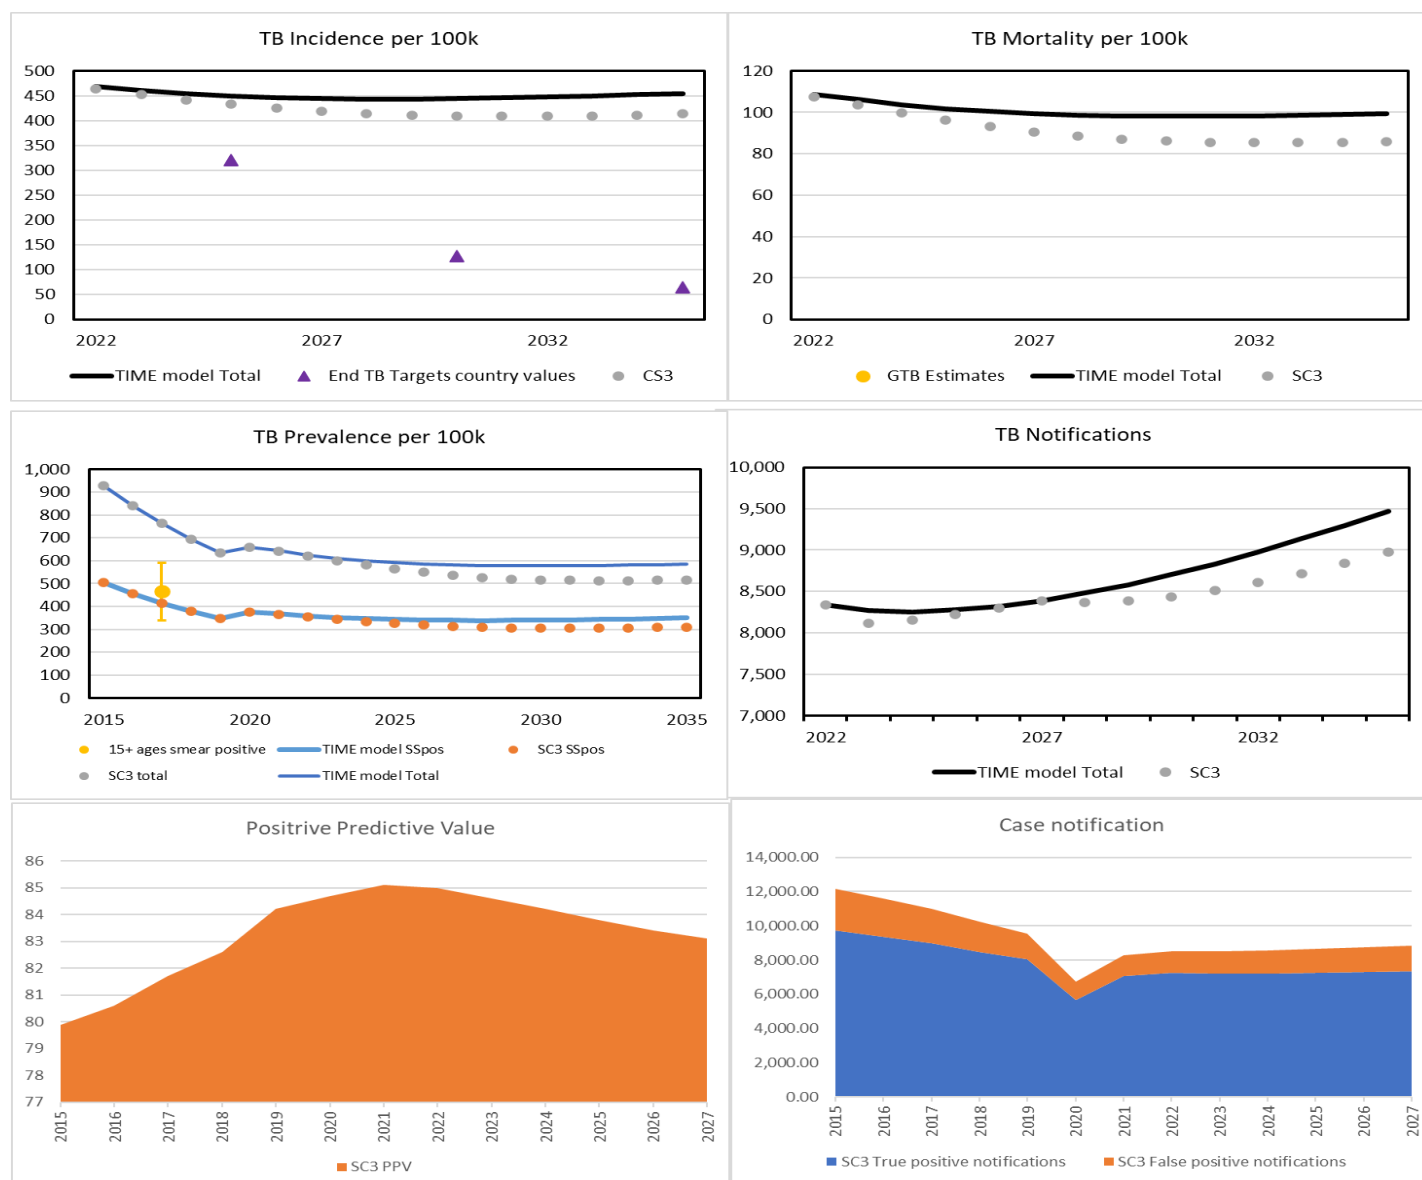 TB Incidence per 100k
500
450
400
350
300
250
200
150
100
50
0
2022 2027 2032
TIME model Total End TB Targets country values CS3
TB Mortality per 100k
120
100
80
60
40
20
0
2022 2027 2032
GTB Estimates TIME model Total SC3
TB Prevalence per 100k
1,000
900
800
700
600
500
400
300
200
100
0
2015 2020 2025 2030 2035
15+ ages smear positive TIME model SSpos SC3 SSpos
SC3 total TIME model Total
TB Notifications
10,000
9,500
9,000
8,500
8,000
7,500
7,000
2022 2027 2032
TIME model Total SC3
Positrive Predictive Value
86
85
84
83
82
81
80
79
78
77
2015 2016 2017 2018 2019 2020 2021 2022 2023 2024 2025 2026 2027
SC3 PPV
Case notification
14,000.00
12,000.00
10,000.00
8,000.00
6,000.00
4,000.00
2,000.00
0.00
2015 2016 2017 2018 2019 2020 2021 2022 2023 2024 2025 2026 2027
SC3 True positive notifications SC3 False positive notifications